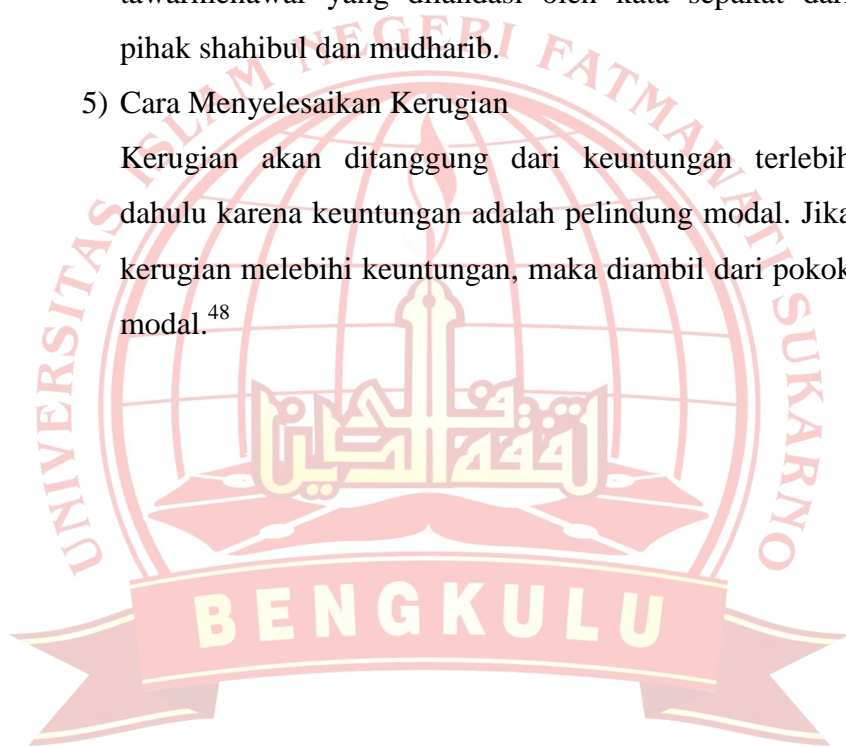 tawarmenawar yang dilandasi oleh kata sepakat dari
pihak shahibul dan mudharib.
5) Cara Menyelesaikan Kerugian
Kerugian akan ditanggung dari keuntungan terlebih
dahulu karena keuntungan adalah pelindung modal. Jika
kerugian melebihi keuntungan, maka diambil dari pokok
modal.48
UNIVERSITAS ISLAM NEGERI FATMAWATI SUKARNO
BENGKULU